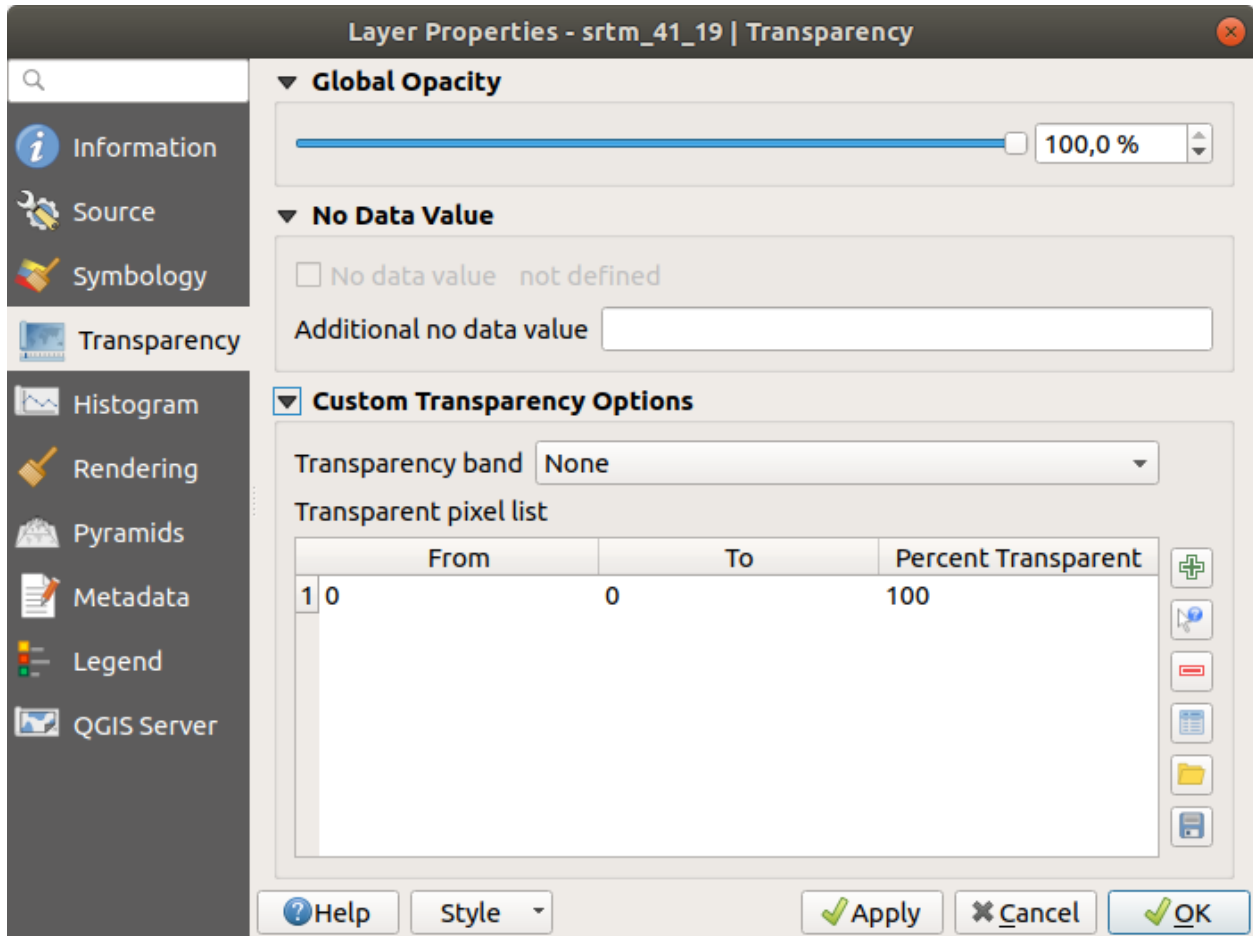 Layer Properties - srtm_41_19 | Transparency
Information
Source
Symbology
Transparency
Histogram
Rendering
Pyramids
Metadata
Legend
QGIS Server
Global Opacity
100,0 %
No Data Value
No data value not defined
Additional no data value
Custom Transparency Options
Transparency band None
Transparent pixel list
From To Percent Transparent
1 0 0 100
Help Style Apply Cancel OK